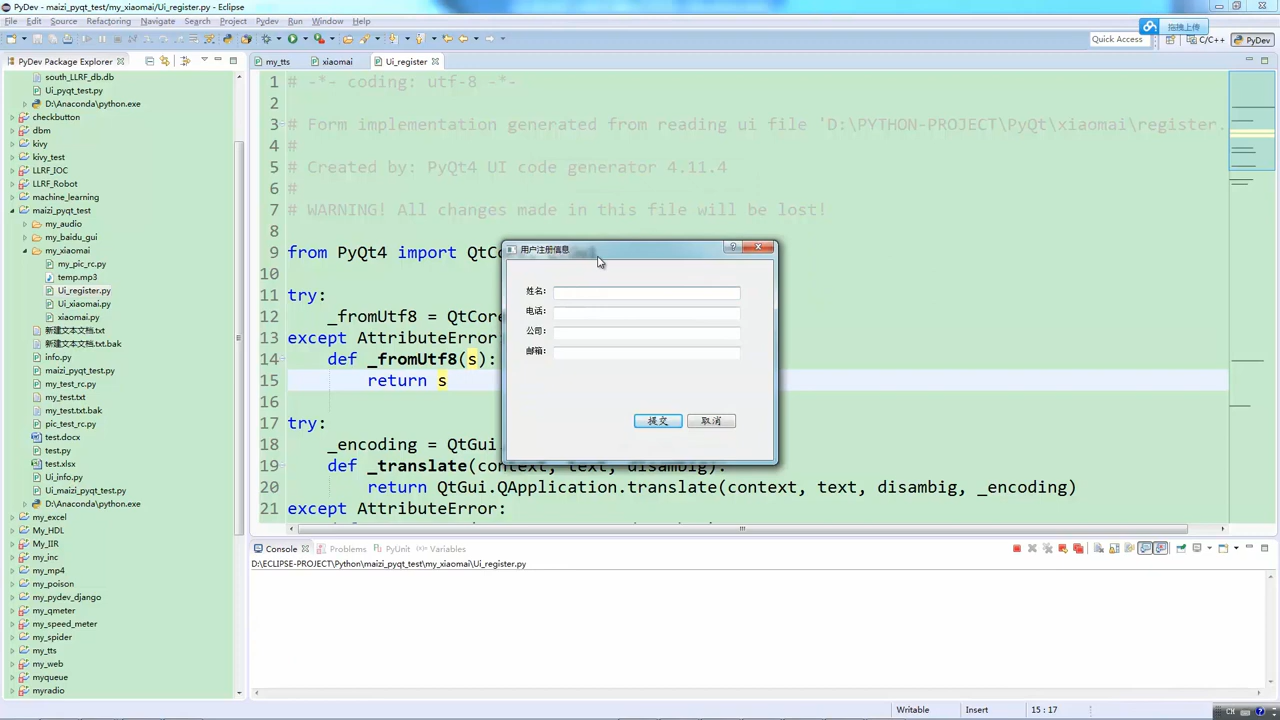 PyDev - maizi_pyqt_test/my_xiaomai/Ui_register.py - Eclipse
File Edit Source Refactoring Navigate Search Project Pydev Run Window Help
拖拽上传
Quick Access
C/C++
PyDev
PyDev Package Explorer
south_LLRF_db.db
Ui_pyqt_test.py
D:\Anaconda\python.exe
checkbutton
dbm
kivy
kivy_test
LLRF_IOC
LLRF_Robot
machine_learning
maizi_pyqt_test
my_audio
my_baidu_gui
my_xiaomai
my_pic_rc.py
temp.mp3
Ui_register.py
Ui_xiaomai.py
xiaomai.py
新建文本文档.txt
新建文本文档.txt.bak
info.py
maizi_pyqt_test.py
my_test_rc.py
my_test.txt
my_test.txt.bak
pic_test_rc.py
test.docx
test.py
test.xlsx
Ui_info.py
Ui_maizi_pyqt_test.py
D:\Anaconda\python.exe
my_excel
My_HDL
My_IIR
my_inc
my_mp4
my_poison
my_pydev_django
my_qmeter
my_speed_meter
my_spider
my_tts
my_web
myqueue
myradio
my_tts xiaomai Ui_register
1 # -*- coding: utf-8 -*-
2
3 # Form implementation generated from reading ui file 'D:\PYTHON-PROJECT\PyQt\xiaomai\register.
4 #
5 # Created by: PyQt4 UI code generator 4.11.4
6 #
7 # WARNING! All changes made in this file will be lost!
8
9 from PyQt4 import QtCo
10
11 try:
12 _fromUtf8 = QtCore
13 except AttributeError
14 def _fromUtf8(s):
15 return s
16
17 try:
18 _encoding = QtGui.
19 def _translate(context, text, disambig):
20 return QtGui.QApplication.translate(context, text, disambig, _encoding)
21 except AttributeError:
用户注册信息
姓名:
电话:
公司:
邮箱:
提交 取消
Console Problems PyUnit Variables
D:\ECLIPSE-PROJECT\Python\maizi_pyqt_test\my_xiaomai\Ui_register.py
Writable Insert 15 : 17
CH